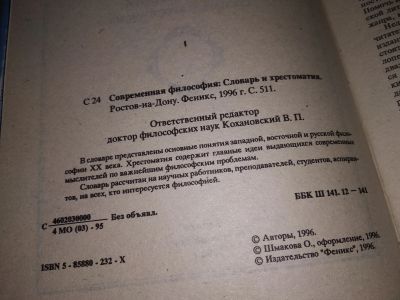 С 24 Современная философия: Словарь и хрестоматия.
Ростов-на-Дону. Феникс, 1996 г. С. 511.
Ответственный редактор
доктор философских наук Кохановский В. П.
В словаре представлены основные понятия западной, восточной и русской фило-
софии XX века. Хрестоматия содержит главные идеи выдающихся современных
мыслителей по важнейшим философским проблемам.
Словарь рассчитан на научных работников, преподавателей, студентов, аспиран-
тов, на всех, кто интересуется философией.
С 4602030000 Без объявл.
4 МО (03) - 95
ББК Ш 141. 12 — 141
ISBN 5 - 85880 - 232 - X
© Авторы, 1996.
© Шмакова О., оформление, 1996.
© Издательство "Феникс", 1996.